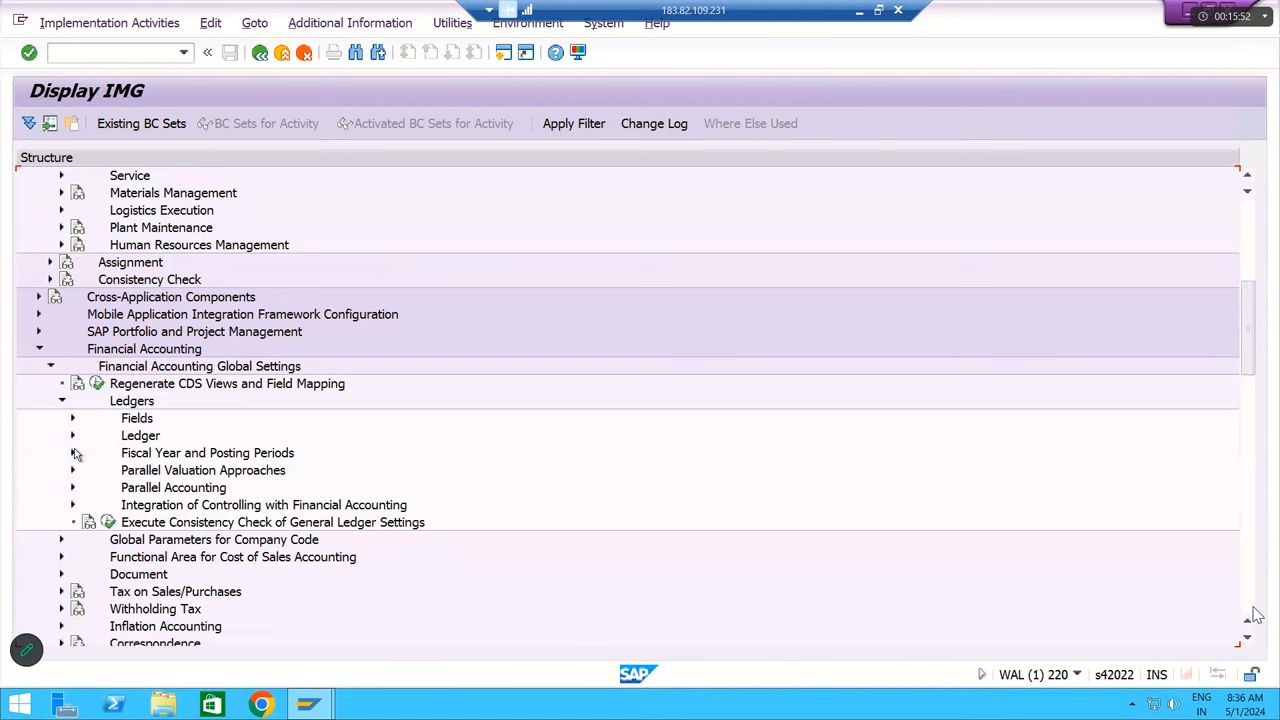 183.82.109.231
00:15:52
Implementation Activities Edit Goto Additional Information Utilities Environment System Help
Display IMG
Existing BC Sets BC Sets for Activity Activated BC Sets for Activity Apply Filter Change Log Where Else Used
Structure
Service
Materials Management
Logistics Execution
Plant Maintenance
Human Resources Management
Assignment
Consistency Check
Cross-Application Components
Mobile Application Integration Framework Configuration
SAP Portfolio and Project Management
Financial Accounting
Financial Accounting Global Settings
Regenerate CDS Views and Field Mapping
Ledgers
Fields
Ledger
Fiscal Year and Posting Periods
Parallel Valuation Approaches
Parallel Accounting
Integration of Controlling with Financial Accounting
Execute Consistency Check of General Ledger Settings
Global Parameters for Company Code
Functional Area for Cost of Sales Accounting
Document
Tax on Sales/Purchases
Withholding Tax
Inflation Accounting
Correspondence
SAP WAL (1) 220 s42022 INS
ENG 8:36 AM
IN 5/1/2024